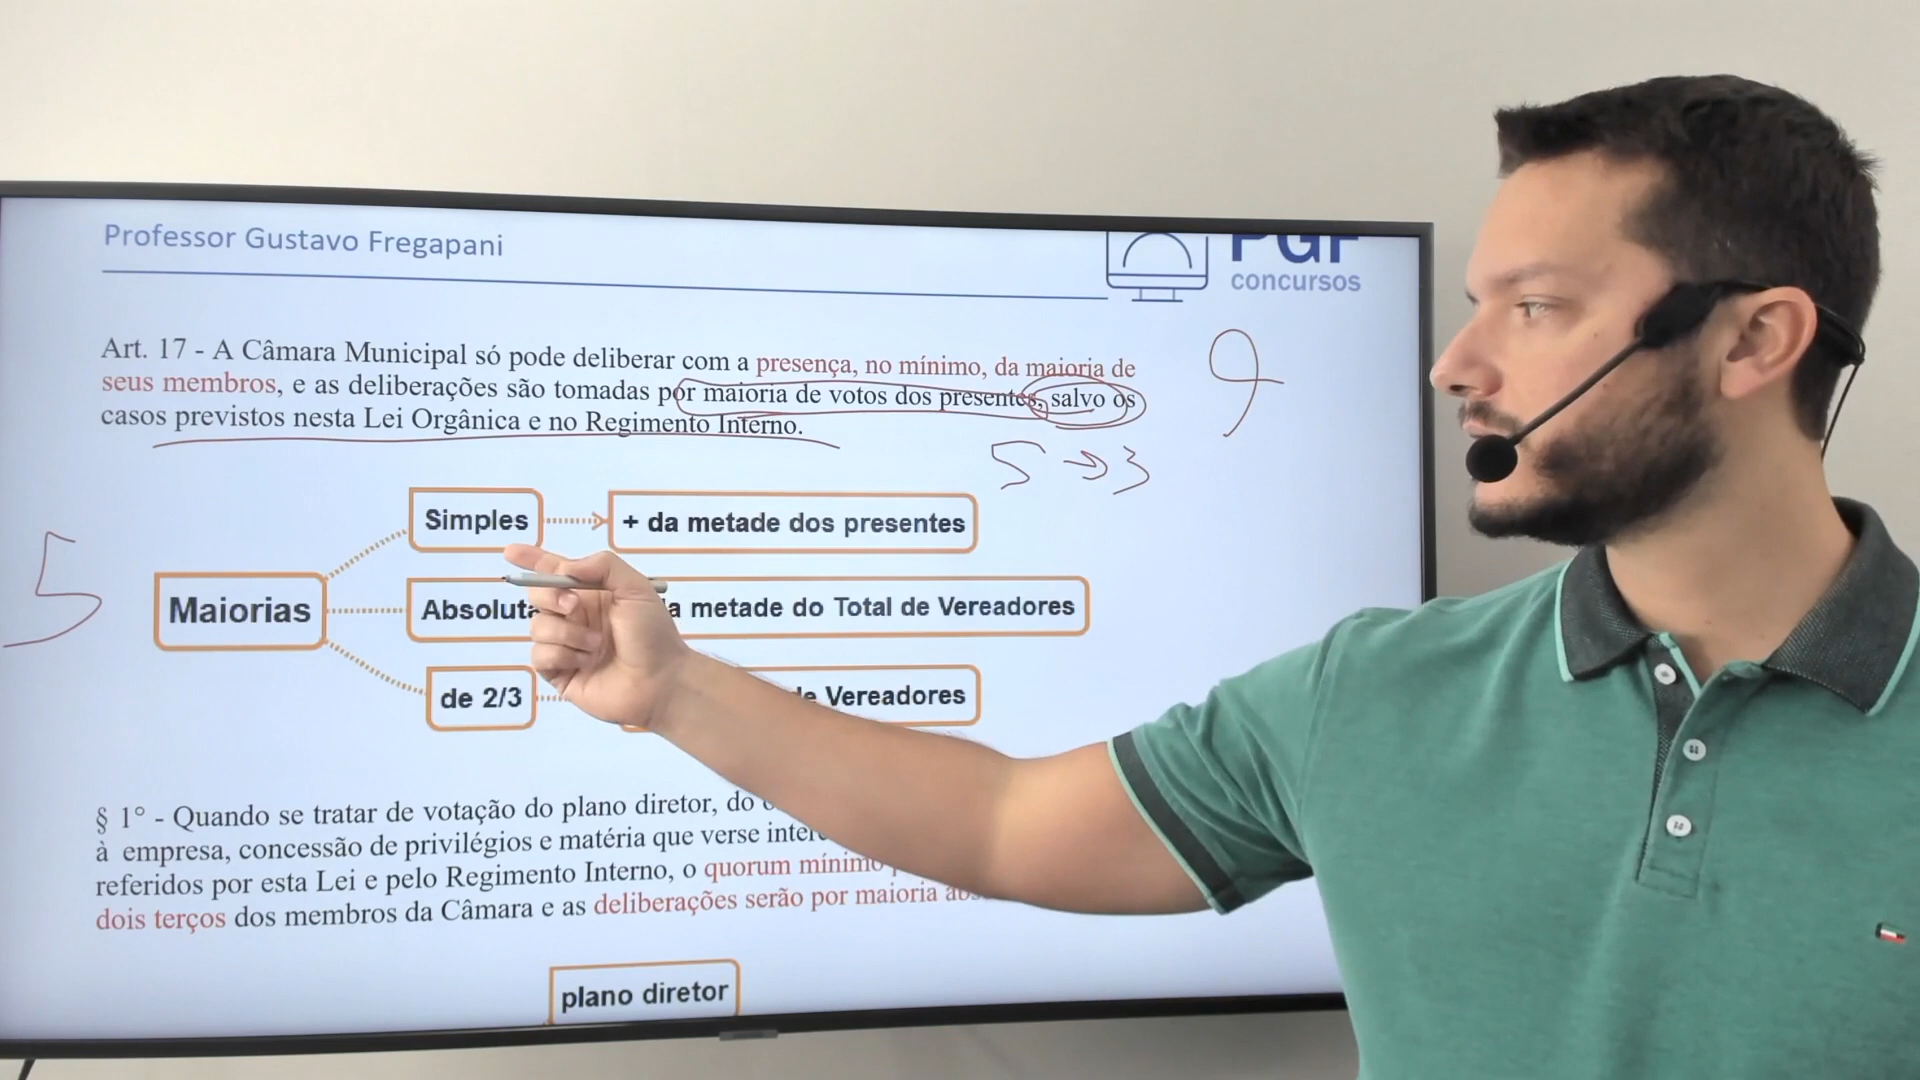 Professor Gustavo Fregapani
PGF
concursos
Art. 17 - A Câmara Municipal só pode deliberar com a presença, no mínimo, da maioria de
seus membros, e as deliberações são tomadas por maioria de votos dos presentes, salvo os
casos previstos nesta Lei Orgânica e no Regimento Interno.
9
5 → 3
5
Maiorias
Simples
+ da metade dos presentes
Absoluta
metade do Total de Vereadores
de 2/3
Vereadores
§ 1° - Quando se tratar de votação do plano diretor, do
à empresa, concessão de privilégios e matéria que verse
referidos por esta Lei e pelo Regimento Interno, o quorum mínimo
dois terços dos membros da Câmara e as deliberações serão por maioria
plano diretor